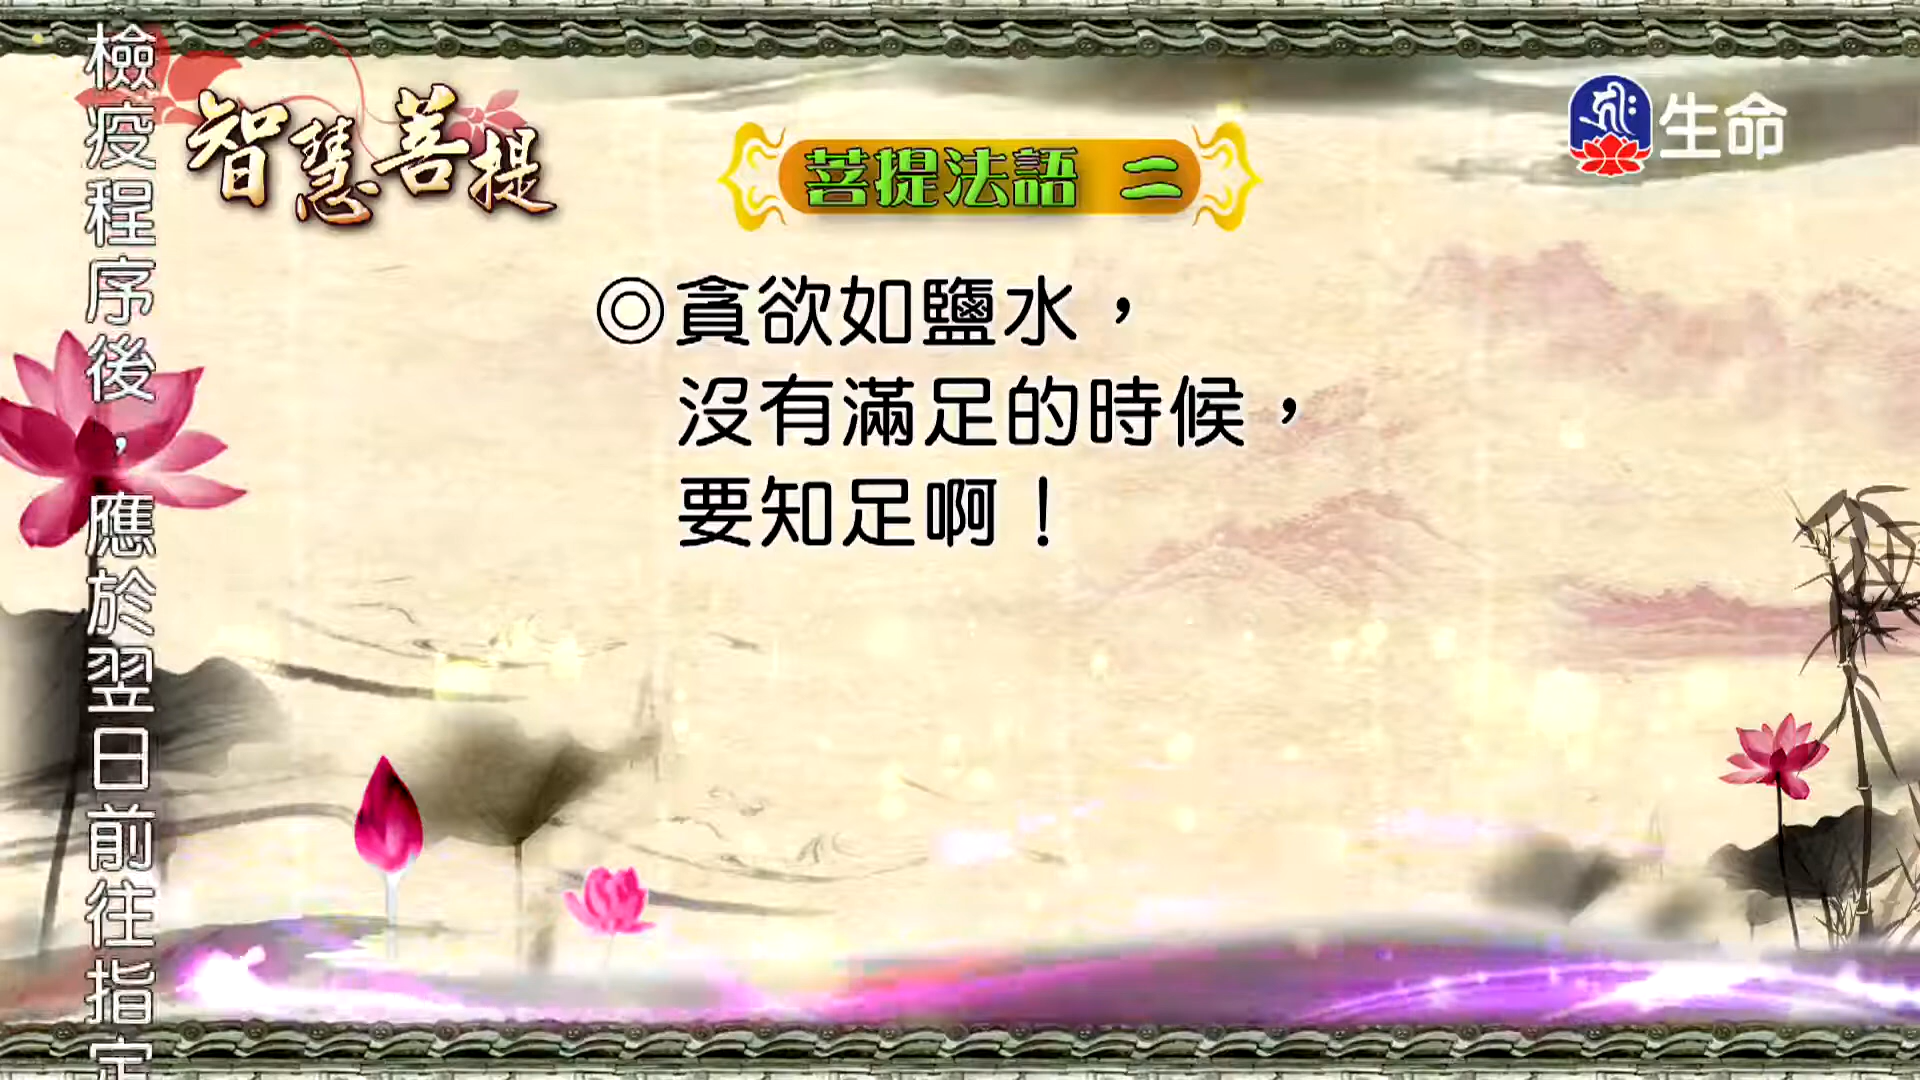 智慧菩提
生命
菩提法語 二
◎貪欲如鹽水，
沒有滿足的時候，
要知足啊！
檢疫程序後，應於翌日前往指定